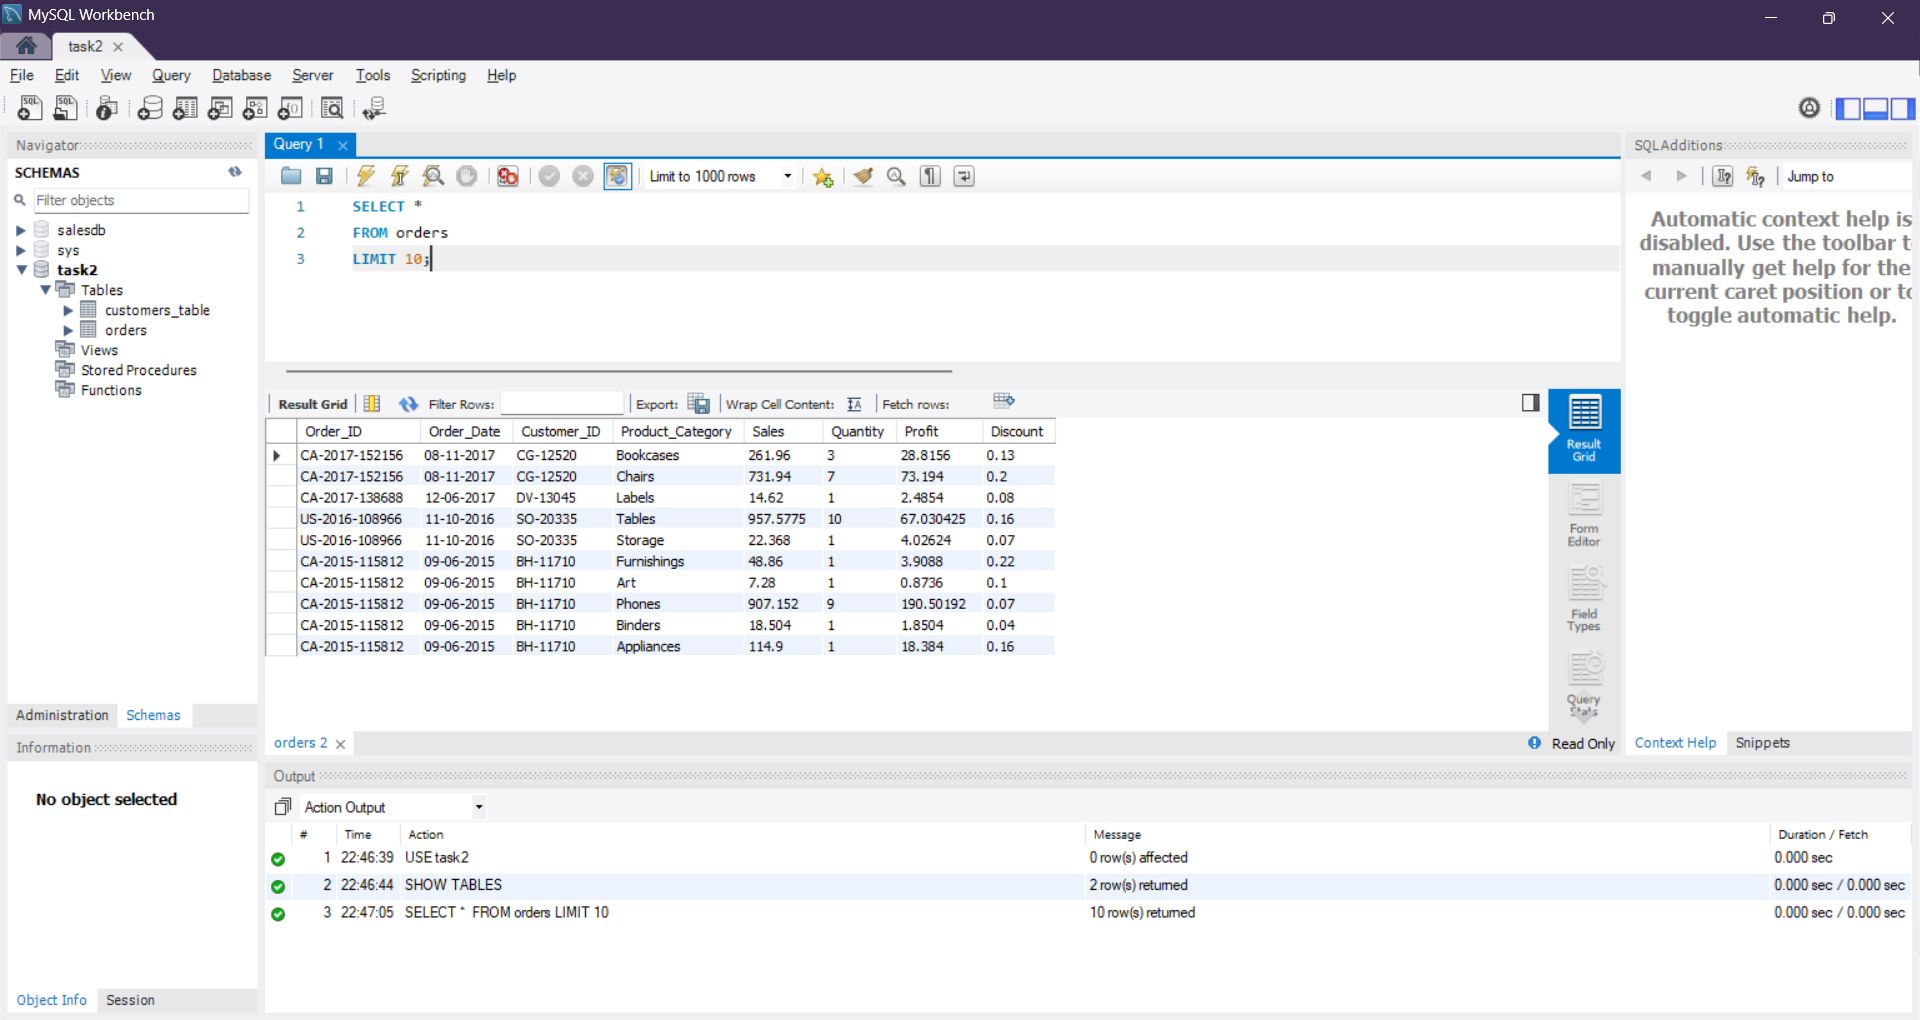 MySQL Workbench
task2
File Edit View Query Database Server Tools Scripting Help
Navigator
SCHEMAS
Filter objects
salesdb
sys
task2
Tables
customers_table
orders
Views
Stored Procedures
Functions
Administration Schemas
Information
No object selected
Object Info Session
Query 1
Limit to 1000 rows
1 SELECT *
2 FROM orders
3 LIMIT 10;
Result Grid Filter Rows: Export: Wrap Cell Content: Fetch rows:
Order_ID Order_Date Customer_ID Product_Category Sales Quantity Profit Discount
CA-2017-152156 08-11-2017 CG-12520 Bookcases 261.96 3 28.8156 0.13
CA-2017-152156 08-11-2017 CG-12520 Chairs 731.94 7 73.194 0.2
CA-2017-138688 12-06-2017 DV-13045 Labels 14.62 1 2.4854 0.08
US-2016-108966 11-10-2016 SO-20335 Tables 957.5775 10 67.030425 0.16
US-2016-108966 11-10-2016 SO-20335 Storage 22.368 1 4.02624 0.07
CA-2015-115812 09-06-2015 BH-11710 Furnishings 48.86 1 3.9088 0.22
CA-2015-115812 09-06-2015 BH-11710 Art 7.28 1 0.8736 0.1
CA-2015-115812 09-06-2015 BH-11710 Phones 907.152 9 190.50192 0.07
CA-2015-115812 09-06-2015 BH-11710 Binders 18.504 1 1.8504 0.04
CA-2015-115812 09-06-2015 BH-11710 Appliances 114.9 1 18.384 0.16
Result
Grid
Form
Editor
Field
Types
Query
Stats
orders 2
Read Only
SQLAdditions
Jump to
Automatic context help is
disabled. Use the toolbar t
manually get help for the
current caret position or to
toggle automatic help.
Context Help Snippets
Output
Action Output
# Time Action Message Duration / Fetch
1 22:46:39 USE task2 0 row(s) affected 0.000 sec
2 22:46:44 SHOW TABLES 2 row(s) returned 0.000 sec / 0.000 sec
3 22:47:05 SELECT * FROM orders LIMIT 10 10 row(s) returned 0.000 sec / 0.000 sec